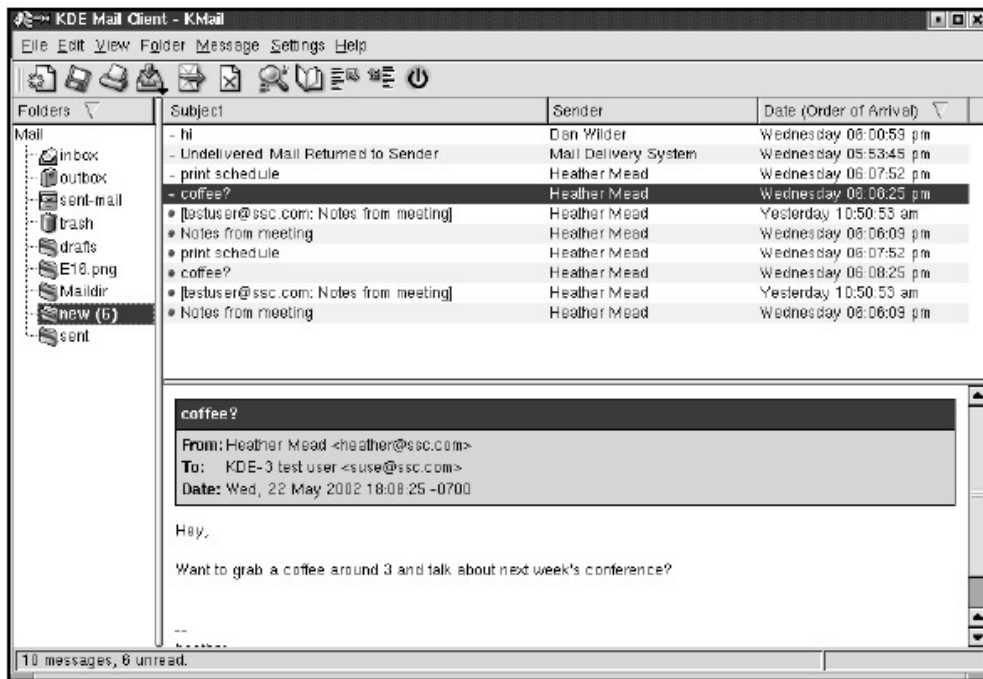 KDE Mail Client - KMail
File Edit View Folder Message Settings Help
Folders
Mail
inbox
outbox
sent-mail
trash
drafts
E16.png
Maildir
new (6)
sent
Subject Sender Date (Order of Arrival)
- hi Dan Wilder Wednesday 06:00:59 pm
- Undelivered Mail Returned to Sender Mail Delivery System Wednesday 05:53:45 pm
- print schedule Heather Mead Wednesday 06:07:52 pm
- coffee? Heather Mead Wednesday 06:08:25 pm
• [testuser@ssc.com: Notes from meeting] Heather Mead Yesterday 10:50:53 am
• Notes from meeting Heather Mead Wednesday 06:06:09 pm
• print schedule Heather Mead Wednesday 06:07:52 pm
• coffee? Heather Mead Wednesday 06:08:25 pm
• [testuser@ssc.com: Notes from meeting] Heather Mead Yesterday 10:50:53 am
• Notes from meeting Heather Mead Wednesday 06:06:09 pm
coffee?
From: Heather Mead <heather@ssc.com>
To: KDE-3 test user <suse@ssc.com>
Date: Wed, 22 May 2002 18:08:25 -0700
Hey,
Want to grab a coffee around 3 and talk about next week's conference?
--
10 messages, 6 unread.